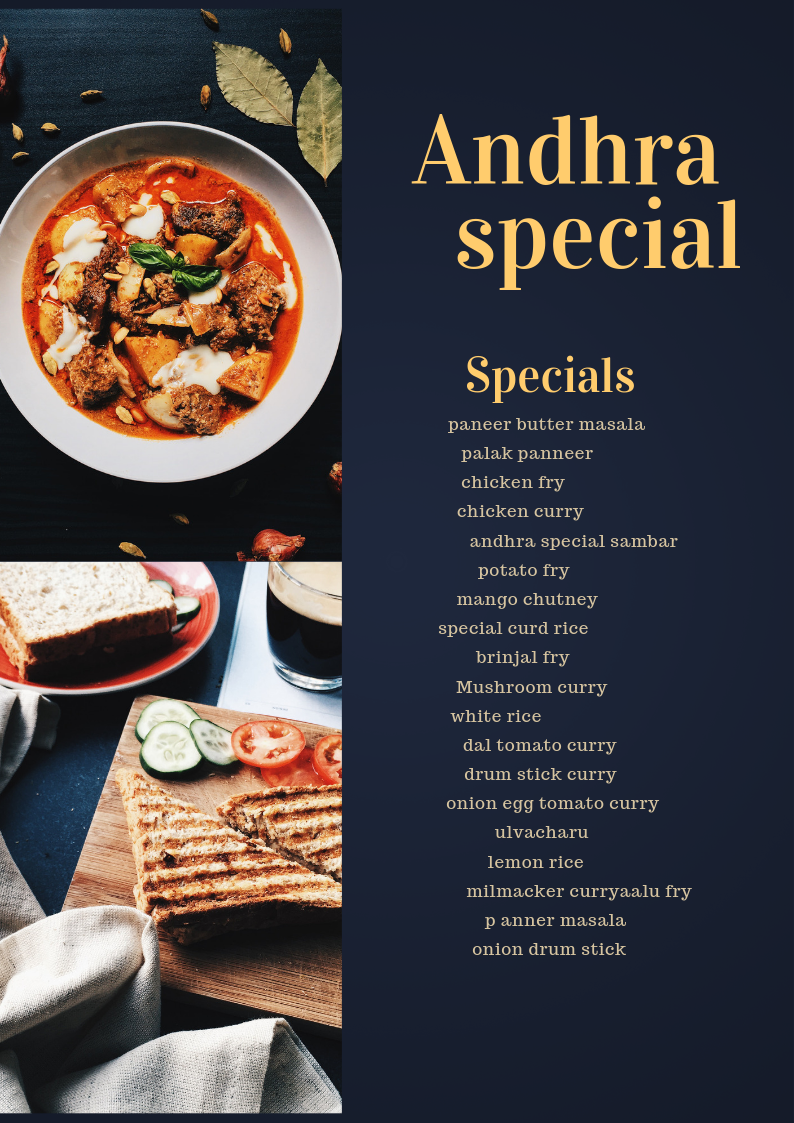 Andhra
special
Specials
paneer butter masala
palak panneer
chicken fry
chicken curry
andhra special sambar
potato fry
mango chutney
special curd rice
brinjal fry
Mushroom curry
white rice
dal tomato curry
drum stick curry
onion egg tomato curry
ulvacharu
lemon rice
milmacker curryaalu fry
p anner masala
onion drum stick